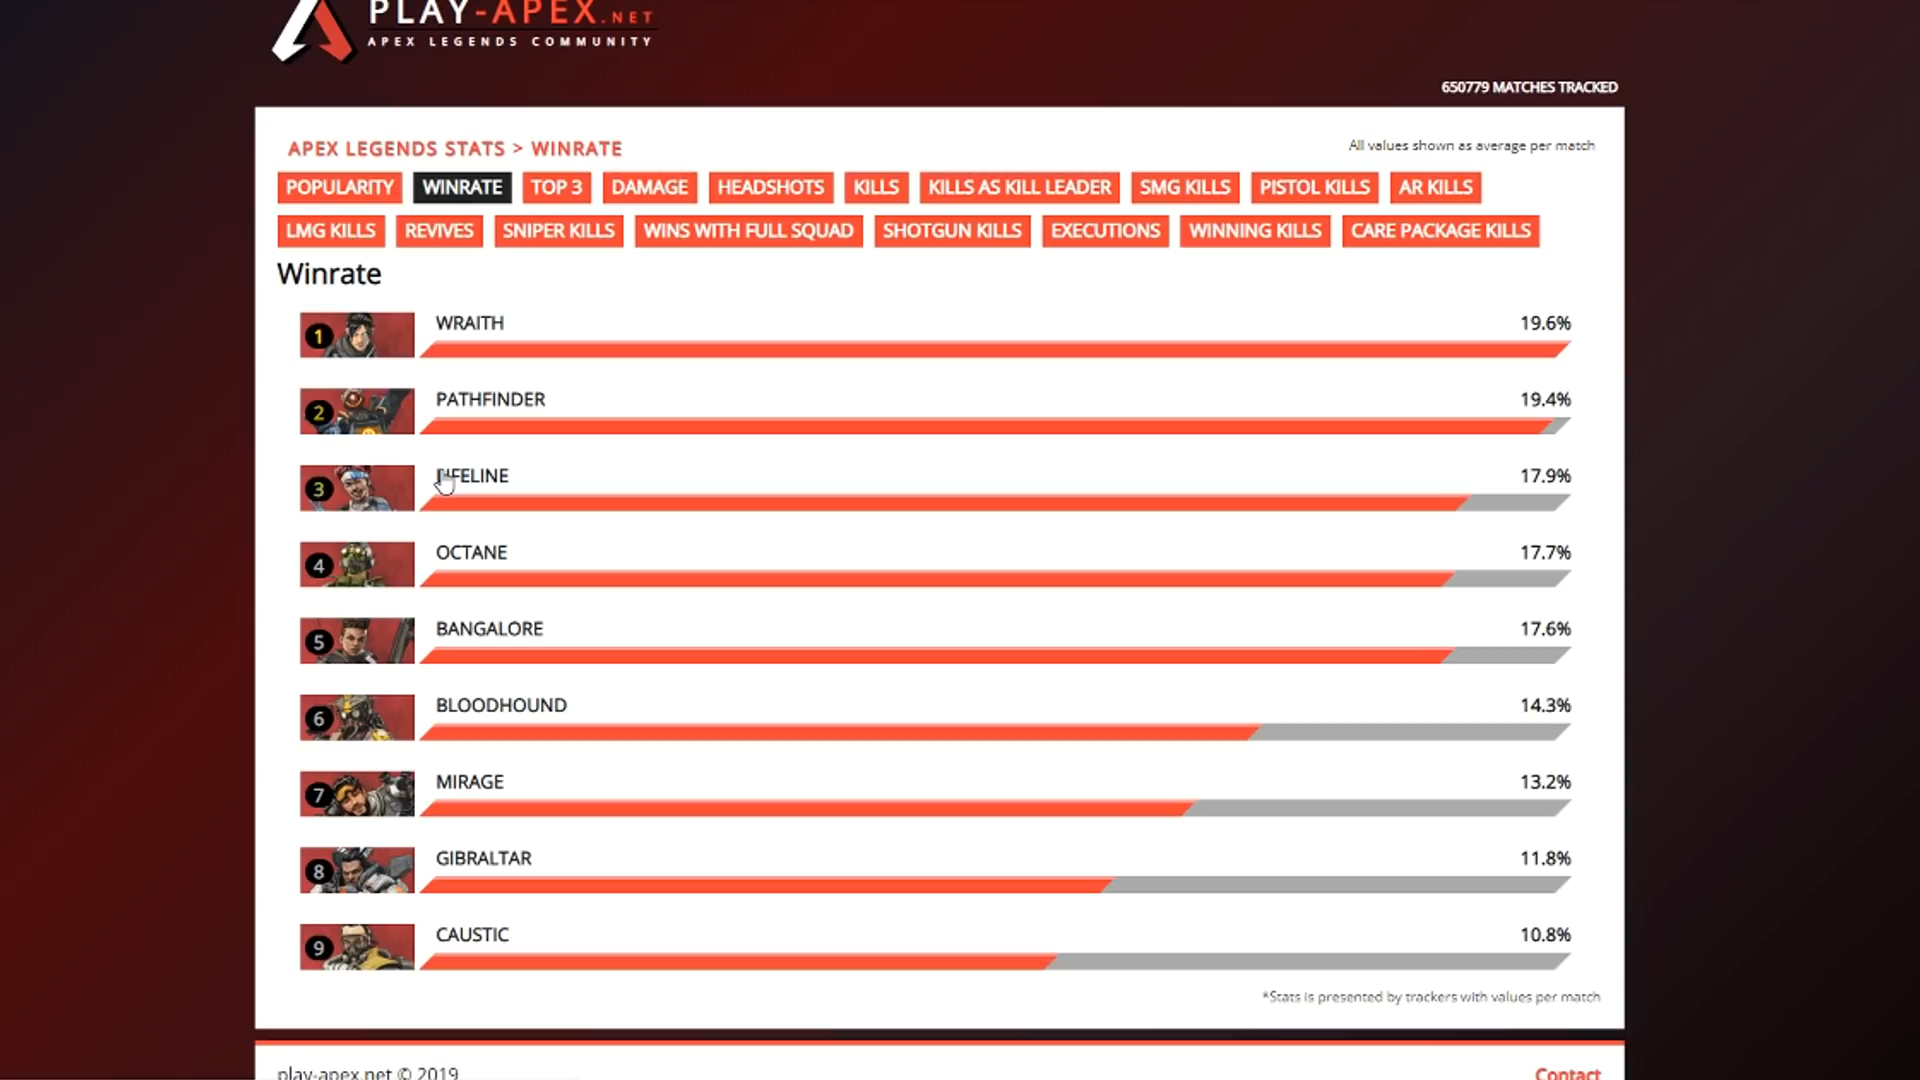 PLAY-APEX.NET
APEX LEGENDS COMMUNITY
650779 MATCHES TRACKED
APEX LEGENDS STATS > WINRATE
All values shown as average per match
POPULARITY WINRATE TOP 3 DAMAGE HEADSHOTS KILLS KILLS AS KILL LEADER SMG KILLS PISTOL KILLS AR KILLS
LMG KILLS REVIVES SNIPER KILLS WINS WITH FULL SQUAD SHOTGUN KILLS EXECUTIONS WINNING KILLS CARE PACKAGE KILLS
Winrate
1 WRAITH 19.6%
2 PATHFINDER 19.4%
3 LIFELINE 17.9%
4 OCTANE 17.7%
5 BANGALORE 17.6%
6 BLOODHOUND 14.3%
7 MIRAGE 13.2%
8 GIBRALTAR 11.8%
9 CAUSTIC 10.8%
*Stats is presented by trackers with values per match
play-apex.net © 2019
Contact